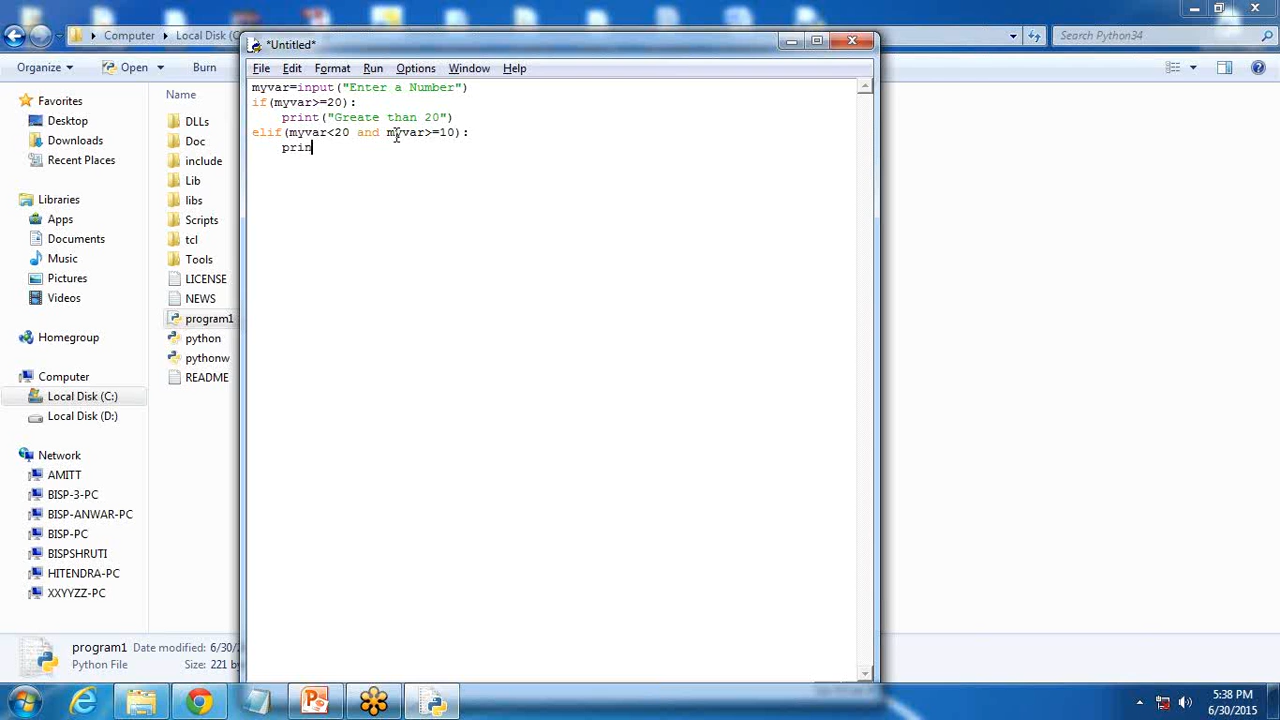 Computer
Local Disk (C
Search Python34
*Untitled*
Organize
Open
Burn
File Edit Format Run Options Window Help
Favorites
Desktop
Downloads
Recent Places
Libraries
Apps
Documents
Music
Pictures
Videos
Homegroup
Computer
Local Disk (C:)
Local Disk (D:)
Network
AMITT
BISP-3-PC
BISP-ANWAR-PC
BISP-PC
BISPSHRUTI
HITENDRA-PC
XXYYZZ-PC
Name
DLLs
Doc
include
Lib
libs
Scripts
tcl
Tools
LICENSE
NEWS
program1
python
pythonw
README
myvar=input("Enter a Number")
if(myvar>=20):
print("Greate than 20")
elif(myvar<20 and myvar>=10):
prin
program1 Date modified: 6/30/2
Python File Size: 221 by
5:38 PM
6/30/2015